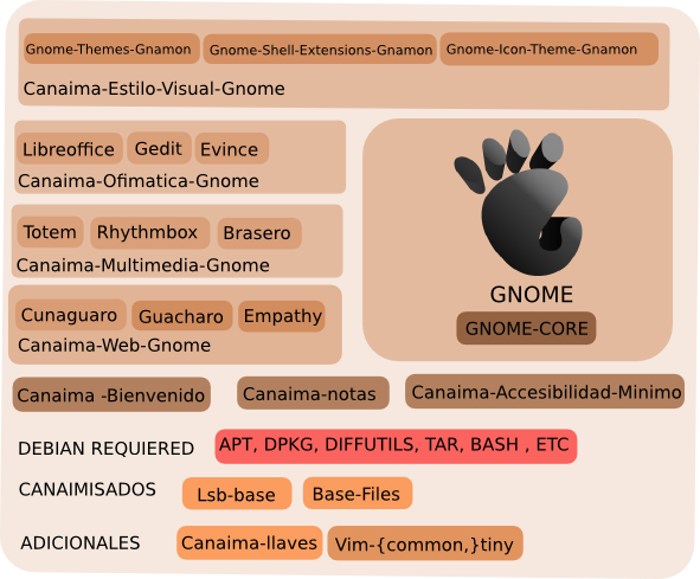 Gnome-Themes-Gnamon
Gnome-Shell-Extensions-Gnamon
Gnome-Icon-Theme-Gnamon
Canaima-Estilo-Visual-Gnome
Libreoffice
Gedit
Evince
Canaima-Ofimatica-Gnome
Totem
Rhythmbox
Brasero
Canaima-Multimedia-Gnome
Cunaguaro
Guacharo
Empathy
Canaima-Web-Gnome
GNOME
GNOME-CORE
Canaima -Bienvenido
Canaima-notas
Canaima-Accesibilidad-Minimo
DEBIAN REQUIERED
APT, DPKG, DIFFUTILS, TAR, BASH , ETC
CANAIMISADOS
Lsb-base
Base-Files
ADICIONALES
Canaima-llaves
Vim-{common,}tiny